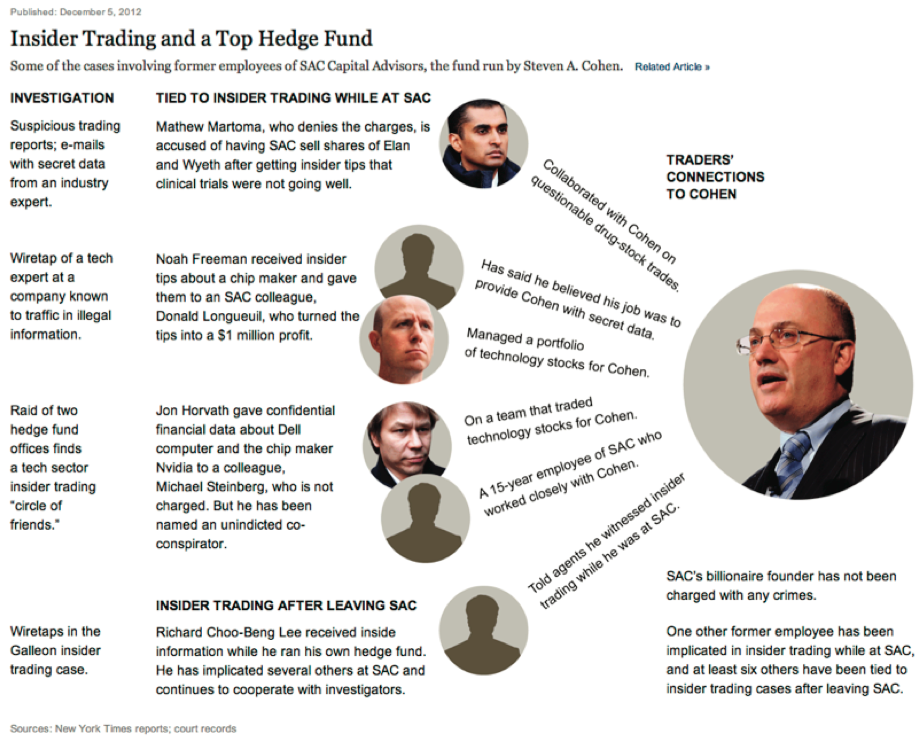 Published: December 5, 2012
Insider Trading and a Top Hedge Fund
Some of the cases involving former employees of SAC Capital Advisors, the fund run by Steven A. Cohen. Related Article »
INVESTIGATION
TIED TO INSIDER TRADING WHILE AT SAC
Suspicious trading
reports; e-mails
with secret data
from an industry
expert.
Mathew Martoma, who denies the charges, is
accused of having SAC sell shares of Elan
and Wyeth after getting insider tips that
clinical trials were not going well.
Collaborated with Cohen on
questionable drug-stock trades.
TRADERS'
CONNECTIONS
TO COHEN
Wiretap of a tech
expert at a
company known
to traffic in illegal
information.
Noah Freeman received insider
tips about a chip maker and gave
them to an SAC colleague,
Donald Longueuil, who turned the
tips into a $1 million profit.
Has said he believed his job was to
provide Cohen with secret data.
Managed a portfolio
of technology stocks for Cohen.
Raid of two
hedge fund
offices finds
a tech sector
insider trading
"circle of
friends."
Jon Horvath gave confidential
financial data about Dell
computer and the chip maker
Nvidia to a colleague,
Michael Steinberg, who is not
charged. But he has been
named an unindicted co-
conspirator.
On a team that traded
technology stocks for Cohen.
A 15-year employee of SAC who
worked closely with Cohen.
Told agents he witnessed insider
trading while he was at SAC.
INSIDER TRADING AFTER LEAVING SAC
Wiretaps in the
Galleon insider
trading case.
Richard Choo-Beng Lee received inside
information while he ran his own hedge fund.
He has implicated several others at SAC and
continues to cooperate with investigators.
SAC's billionaire founder has not been
charged with any crimes.
One other former employee has been
implicated in insider trading while at SAC,
and at least six others have been tied to
insider trading cases after leaving SAC.
Sources: New York Times reports; court records